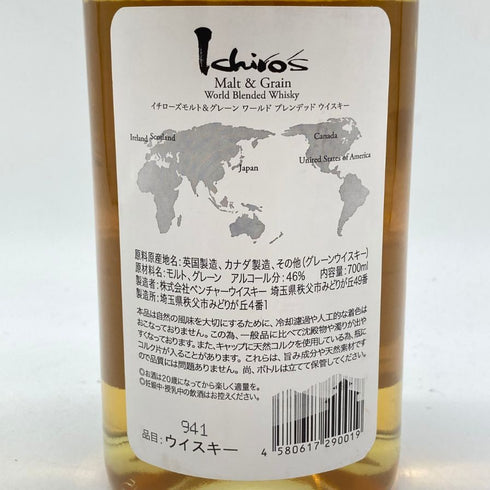 Ichiro's
Malt & Grain
World Blended Whisky
イチローズモルト&グレーン ワールド ブレンデッド ウイスキー
Ireland Scotland
Canada
Japan
United States of America
原料原産地名:英国製造、カナダ製造、その他(グレーンウイスキー)
原材料名:モルト、グレーン アルコール分:46% 内容量:700ml
製造者:株式会社ベンチャーウイスキー 埼玉県秩父市みどりが丘49番
製造所:埼玉県秩父市みどりが丘4番1
本品は自然の風味を大切にするために、冷却濾過や人工的な着色は
おこなっておりません。この為、一般品に比べて沈殿物や濁りが出や
すくなっています。また、キャップに天然コルクを使用している為、瓶に
コルク片が入ることがあります。これらは、旨み成分や天然素材です
ので品質には問題ありません。尚、ボトルは立てて保管してください。
◎お酒は20歳になってから楽しく適量を。
◎妊娠中・授乳中の飲酒はお控えください。
941
品目:ウイスキー
4 580617 290019